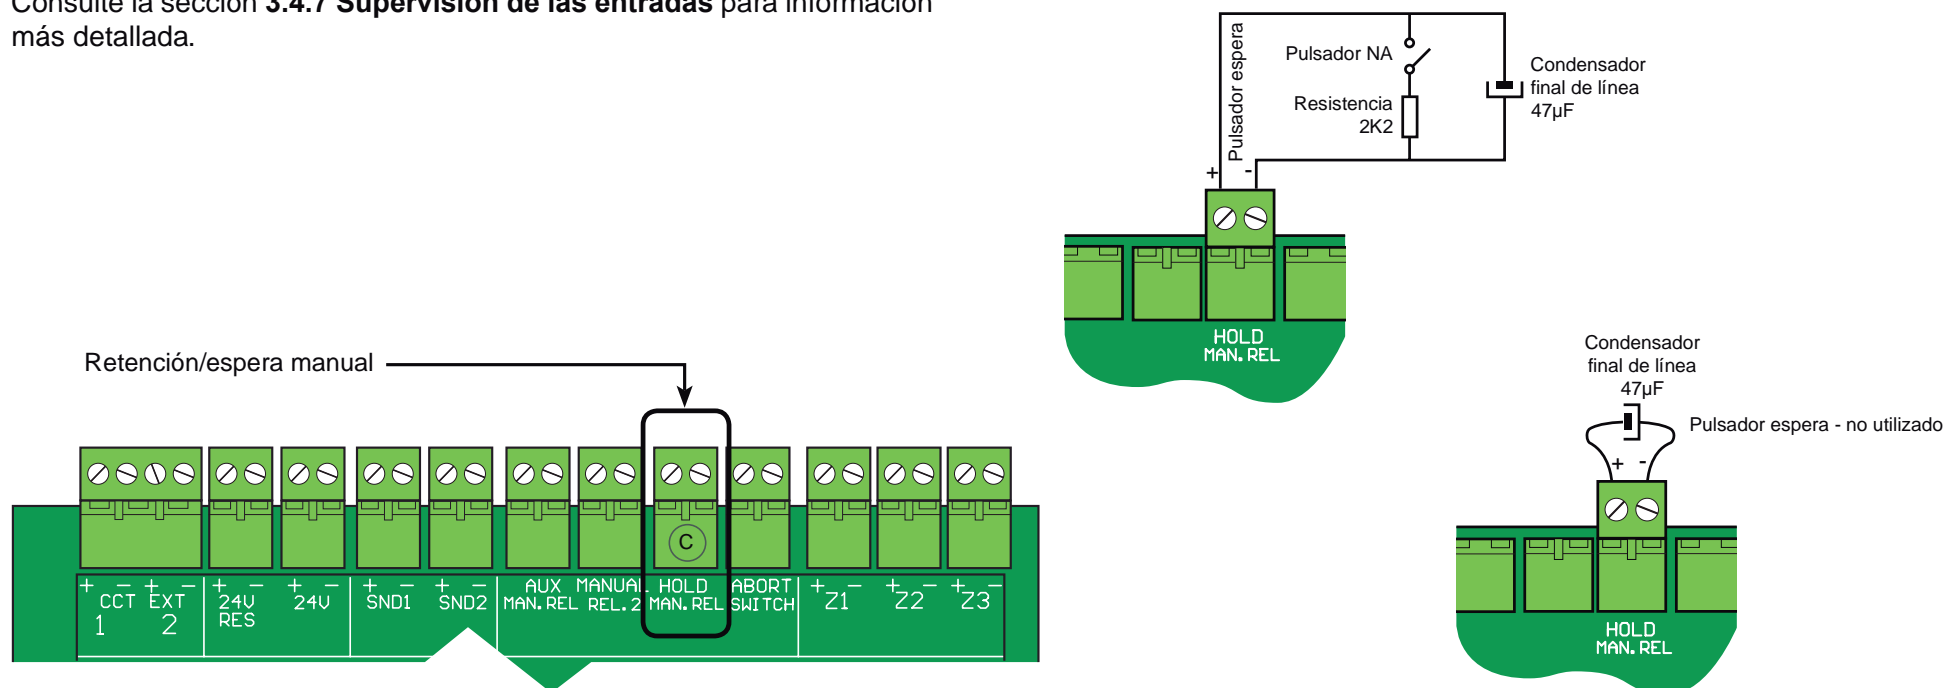 Consulte la sección 3.4.7 Supervisión de las entradas para información
más detallada.
Pulsador espera
Pulsador NA
Resistencia
2K2
Condensador
final de línea
47µF
+ -
HOLD
MAN.REL
Retención/espera manual
C
+ - + -
CCT EXT
1 2
+ -
24V
RES
+ -
24V
+ -
SND1
+ -
SND2
AUX
MAN.REL
MANUAL
REL.2
HOLD
MAN.REL
ABORT
SWITCH
+ -
Z1
+ -
Z2
+ -
Z3
Condensador
final de línea
47µF
Pulsador espera - no utilizado
+ -
HOLD
MAN.REL